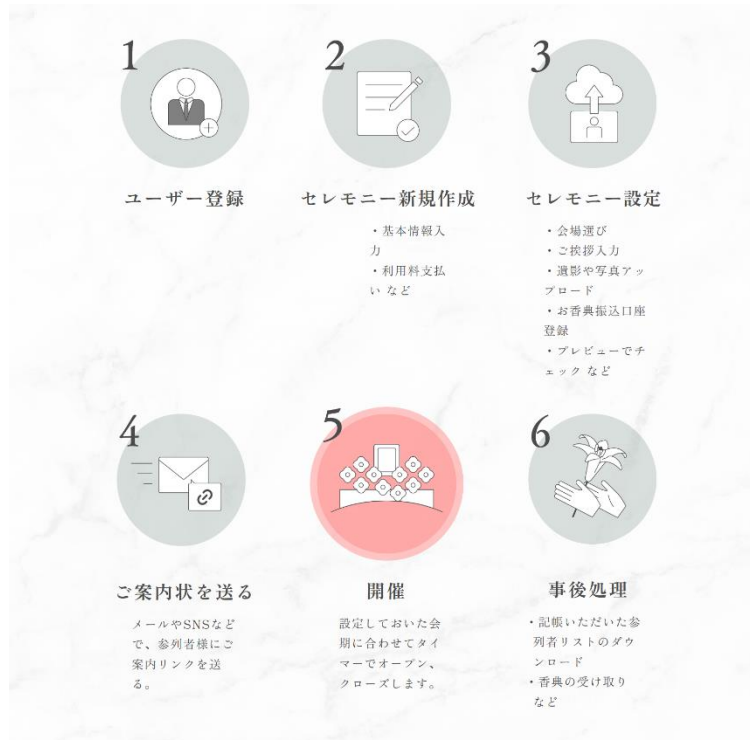 1
ユーザー登録
2
セレモニー新規作成
・基本情報入
力
・利用料支払
い など
3
セレモニー設定
・会場選び
・ご挨拶入力
・遺影や写真アッ
プロード
・お香典振込口座
登録
・プレビューでチ
ェック など
4
ご案内状を送る
メールやSNSなど
で、参列者様にご
案内リンクを送
る。
5
開催
設定しておいた会
期に合わせてタイ
マーでオープン、
クローズします。
6
事後処理
・記帳いただいた参
列者リストのダウ
ンロード
・香典の受け取り
など